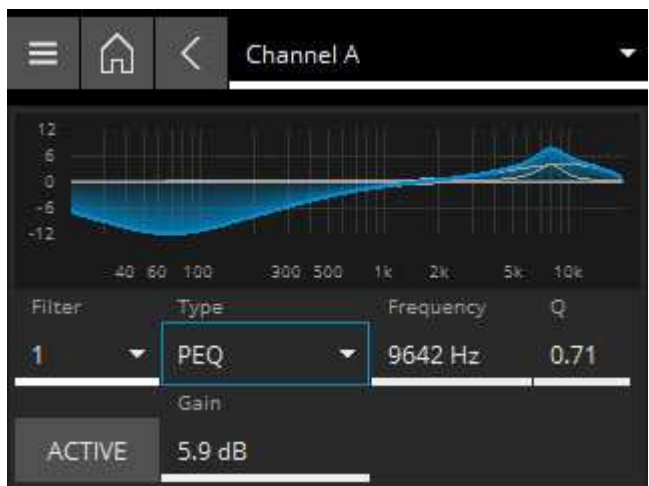 Channel A
12
6
0
-6
-12
40 60 100 300 500 1k 2k 5k 10k
Filter Type Frequency Q
1 PEQ 9642 Hz 0.71
Gain
ACTIVE 5.9 dB